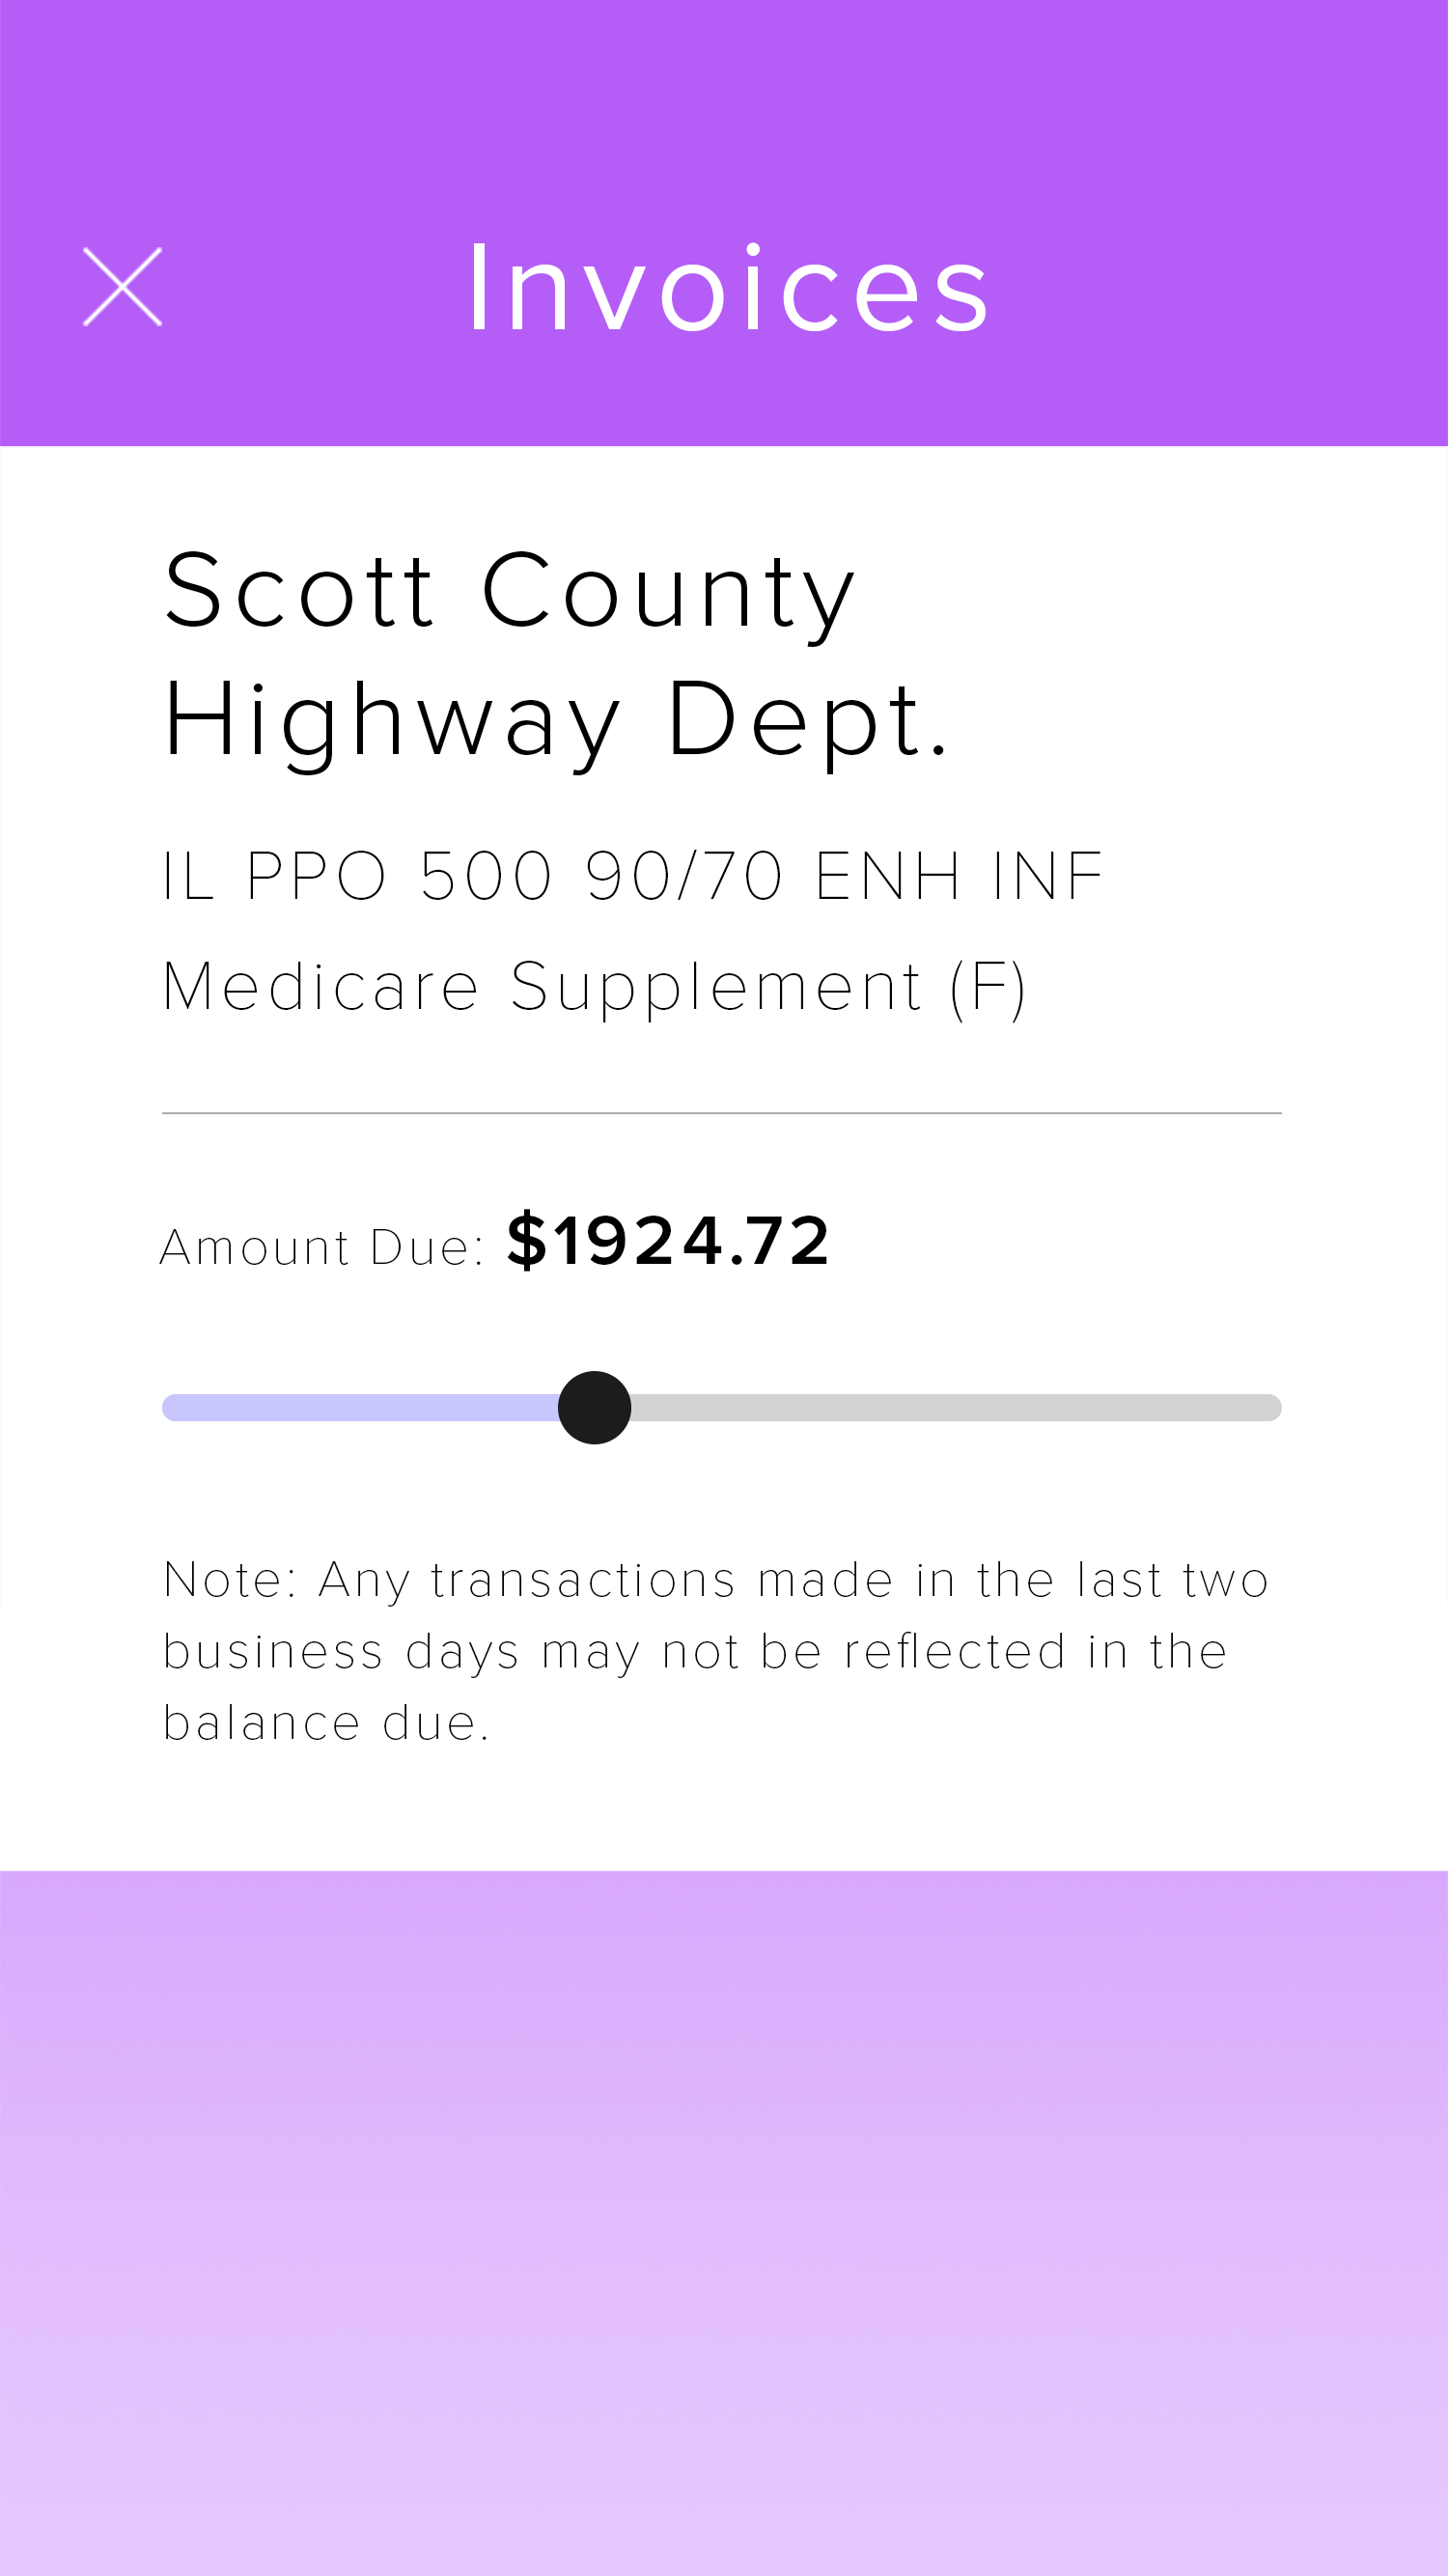 Invoices
Scott County
Highway Dept.
IL PPO 500 90/70 ENH INF
Medicare Supplement (F)
Amount Due: $1924.72
Note: Any transactions made in the last two
business days may not be reflected in the
balance due.